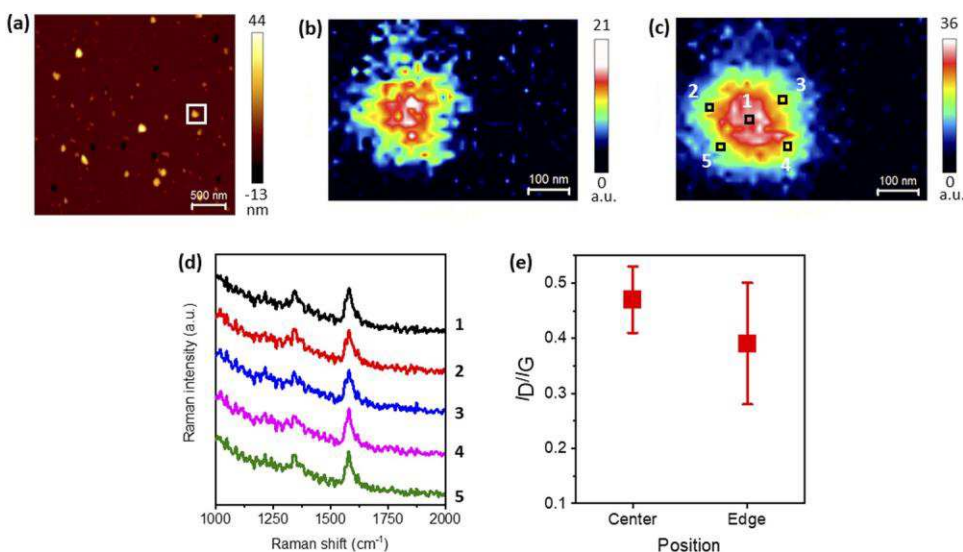 (a)
44
-13
nm
500 nm
(b)
21
0
a.u.
100 nm
(c)
36
0
a.u.
100 nm
1
2
3
4
5
(d)
Raman intensity (a.u.)
1
2
3
4
5
1000 1250 1500 1750 2000
Raman shift (cm⁻¹)
(e)
ID/IG
0.5
0.4
0.3
0.2
0.1
Center Edge
Position